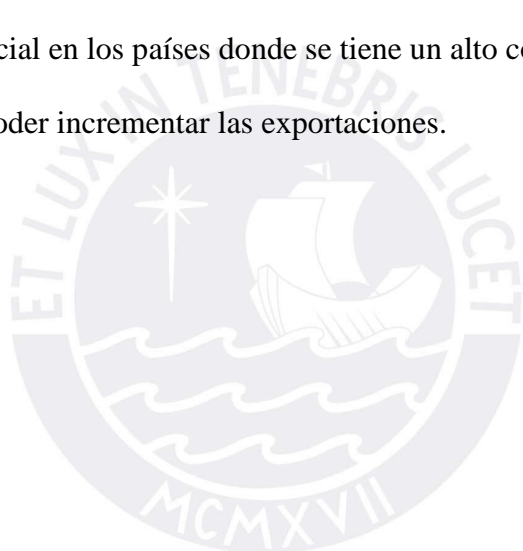 cial en los países donde se tiene un alto co
oder incrementar las exportaciones.
ET LUX IN TENEBRIS LUCET
MCMXVII